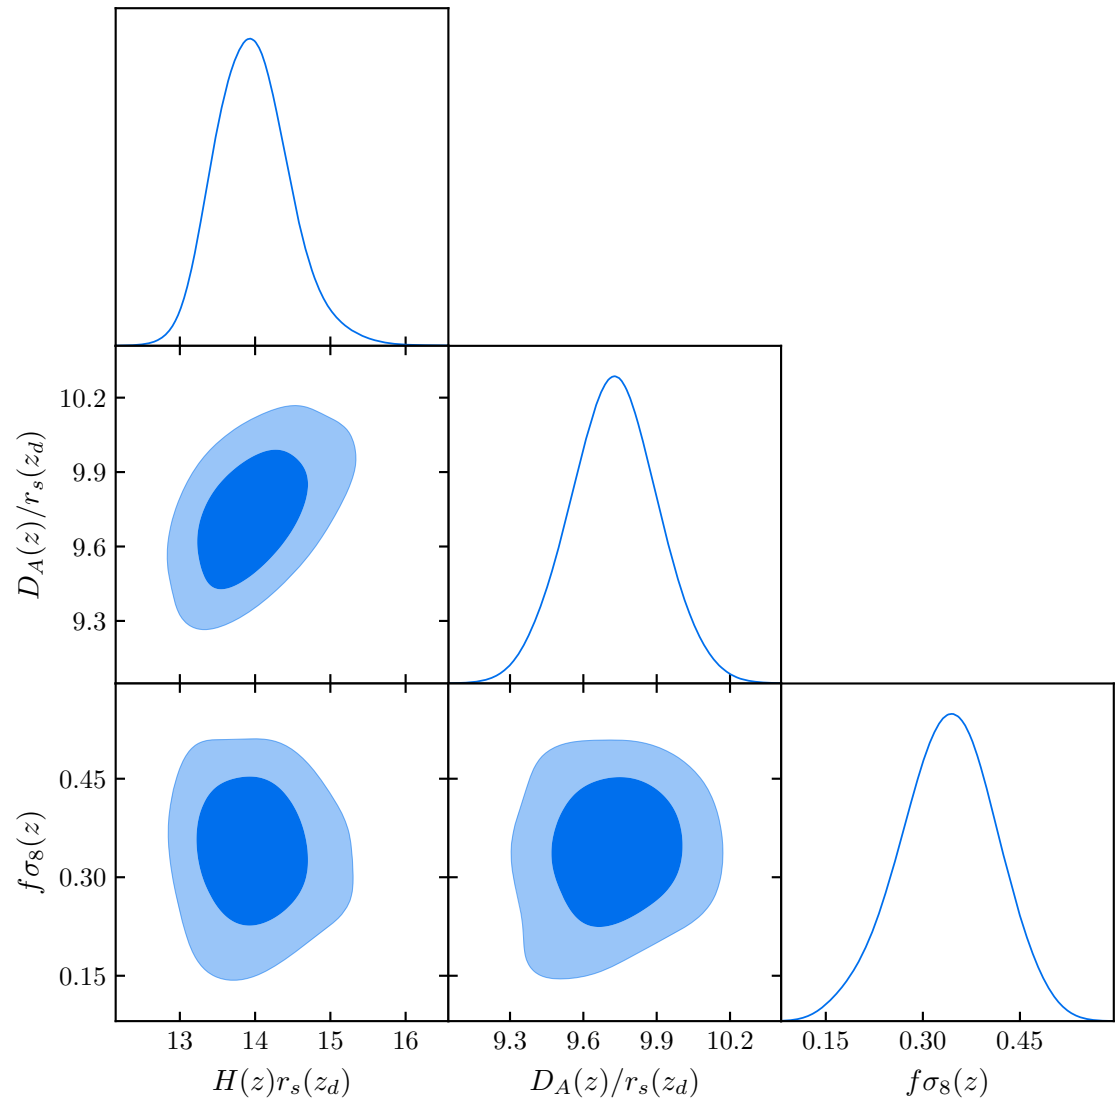 10.2
9.9
9.6
9.3
D_A(z)/r_s(z_d)
0.45
0.30
0.15
fσ_8(z)
13 14 15 16
9.3 9.6 9.9 10.2
0.15 0.30 0.45
H(z)r_s(z_d)
D_A(z)/r_s(z_d)
fσ_8(z)